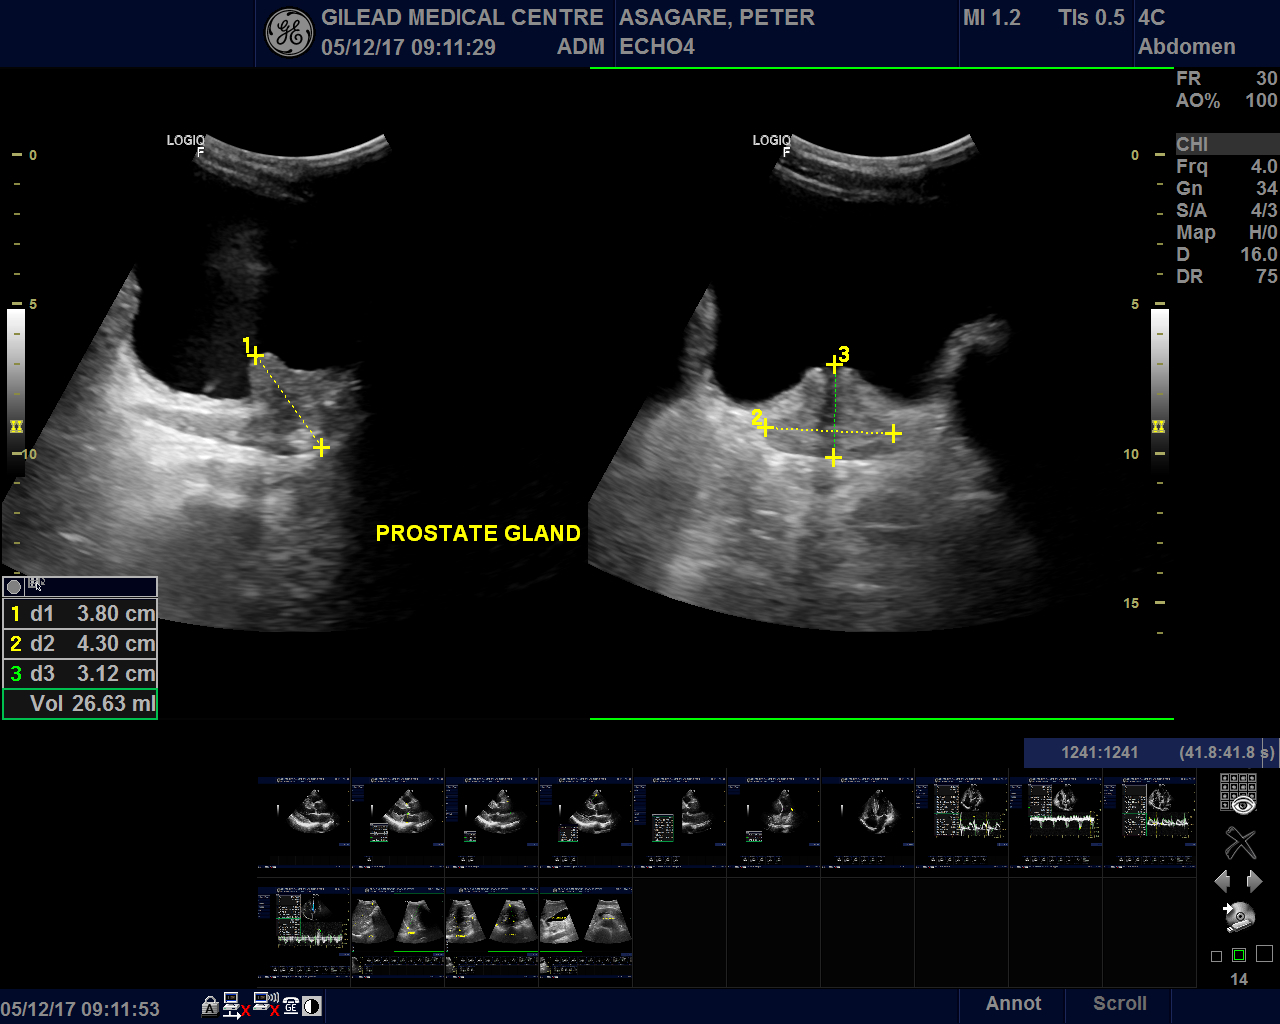 GILEAD MEDICAL CENTRE
05/12/17 09:11:29 ADM
ASAGARE, PETER
ECHO4
MI 1.2 TIs 0.5
4C
Abdomen
FR 30
AO% 100
CHI
Frq 4.0
Gn 34
S/A 4/3
Map H/0
D 16.0
DR 75
LOGIQ
F
0
5
10
1
PROSTATE GLAND
LOGIQ
F
0
5
10
15
3
2
1 d1 3.80 cm
2 d2 4.30 cm
3 d3 3.12 cm
Vol 26.63 ml
1241:1241 (41.8:41.8 s)
14
05/12/17 09:11:53
A
GE
Annot
Scroll